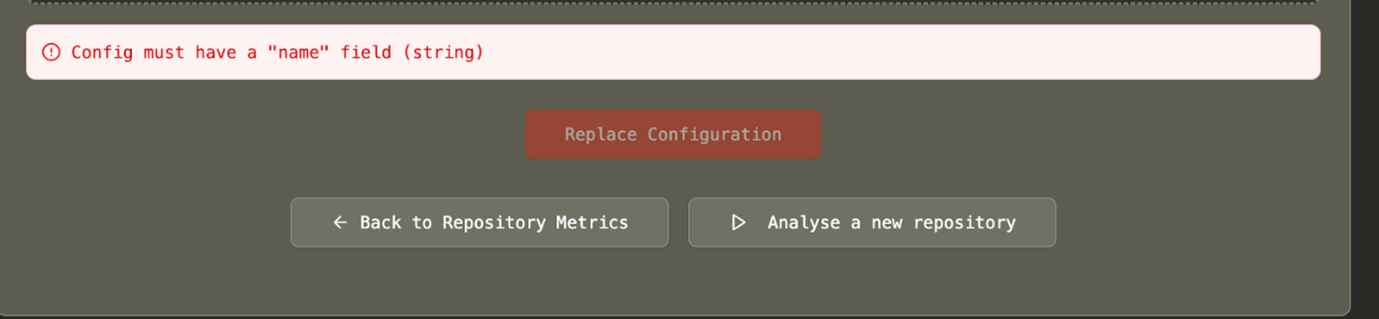 Config must have a "name" field (string)
Replace Configuration
← Back to Repository Metrics
Analyse a new repository